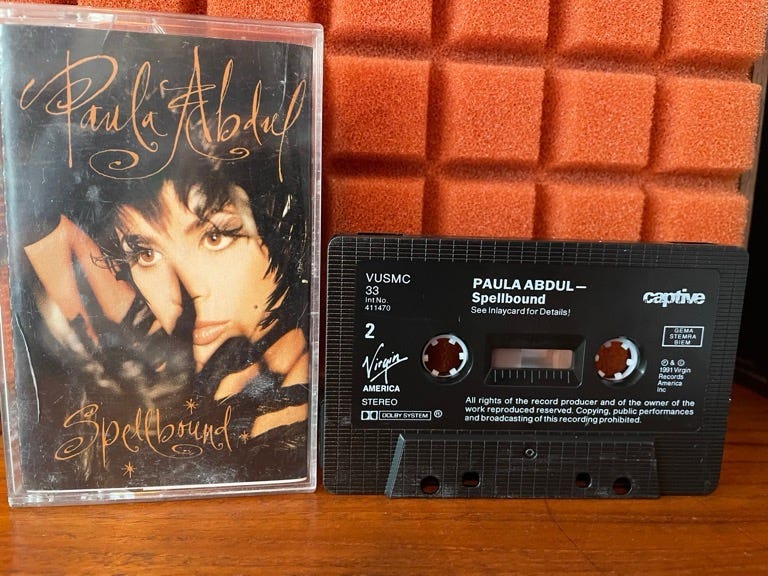 Paula Abdul
Spellbound
VUSMC
33
Int No.
411470
2
Virgin
AMERICA
STEREO
DOLBY SYSTEM ®
PAULA ABDUL—
Spellbound
See Inlaycard for Details!
captive
GEMA
STEMRA
BIEM
℗ & ©
1991 Virgin
Records
America
Inc
All rights of the record producer and of the owner of the
work reproduced reserved. Copying, public performances
and broadcasting of this recording prohibited.